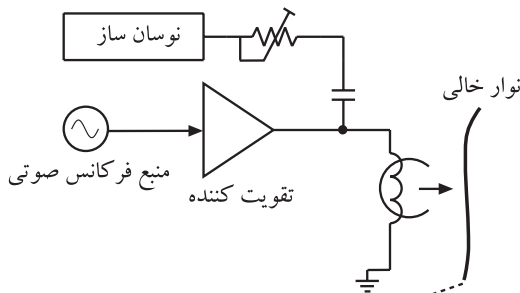 نوسان ساز
نوار خالی
منبع فرکانس صوتی
تقویت کننده